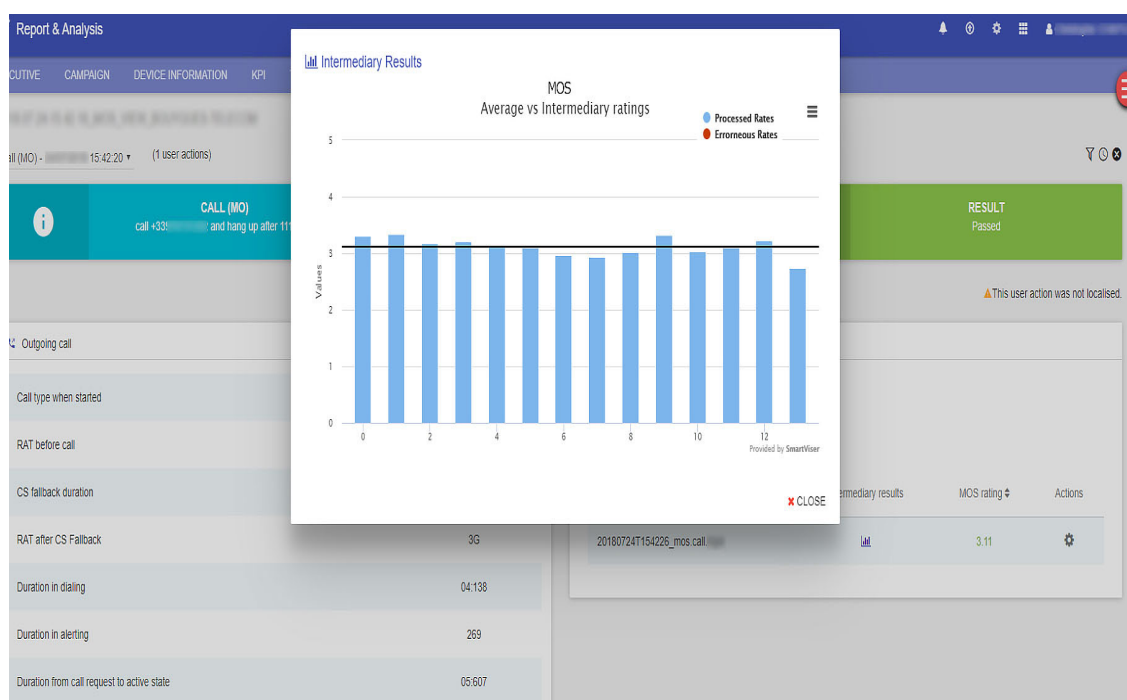 Report & Analysis
CUTIVE CAMPAIGN DEVICE INFORMATION KPI
all (MO) - 15:42:20 (1 user actions)
CALL (MO)
call +339 and hang up after 111
RESULT
Passed
This user action was not localised.
Outgoing call
Call type when started
RAT before call
CS fallback duration
RAT after CS Fallback 3G
Duration in dialing 04:138
Duration in alerting 269
Duration from call request to active state 05:607
Intermediary Results
MOS
Average vs Intermediary ratings
Processed Rates
Errorneous Rates
Values
5
4
3
2
1
0
0 2 4 6 8 10 12
Provided by SmartViser
CLOSE
ermediary results MOS rating Actions
20180724T154226_mos.call. 3.11